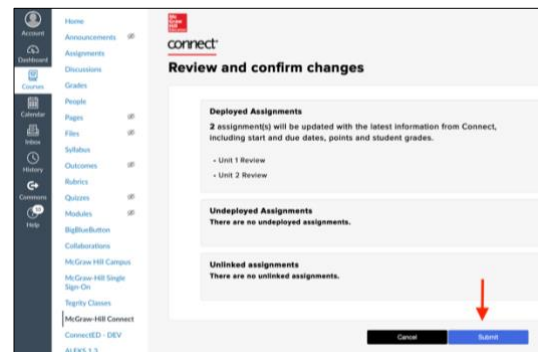 Account
Dashboard
Courses
Calendar
Inbox
History
Commons
Help
Home
Announcements
Assignments
Discussions
Grades
People
Pages
Files
Syllabus
Outcomes
Rubrics
Quizzes
Modules
BigBlueButton
Collaborations
McGraw Hill Campus
McGraw-Hill Single
Sign-On
Tegrity Classes
McGraw-Hill Connect
ConnectED - DEV
ALEKS 1.3
Mc
Graw
Hill
Education
connect
Review and confirm changes
Deployed Assignments
2 assignment(s) will be updated with the latest information from Connect,
including start and due dates, points and student grades.
- Unit 1 Review
- Unit 2 Review
Undeployed Assignments
There are no undeployed assignments.
Unlinked assignments
There are no unlinked assignments.
Cancel
Submit